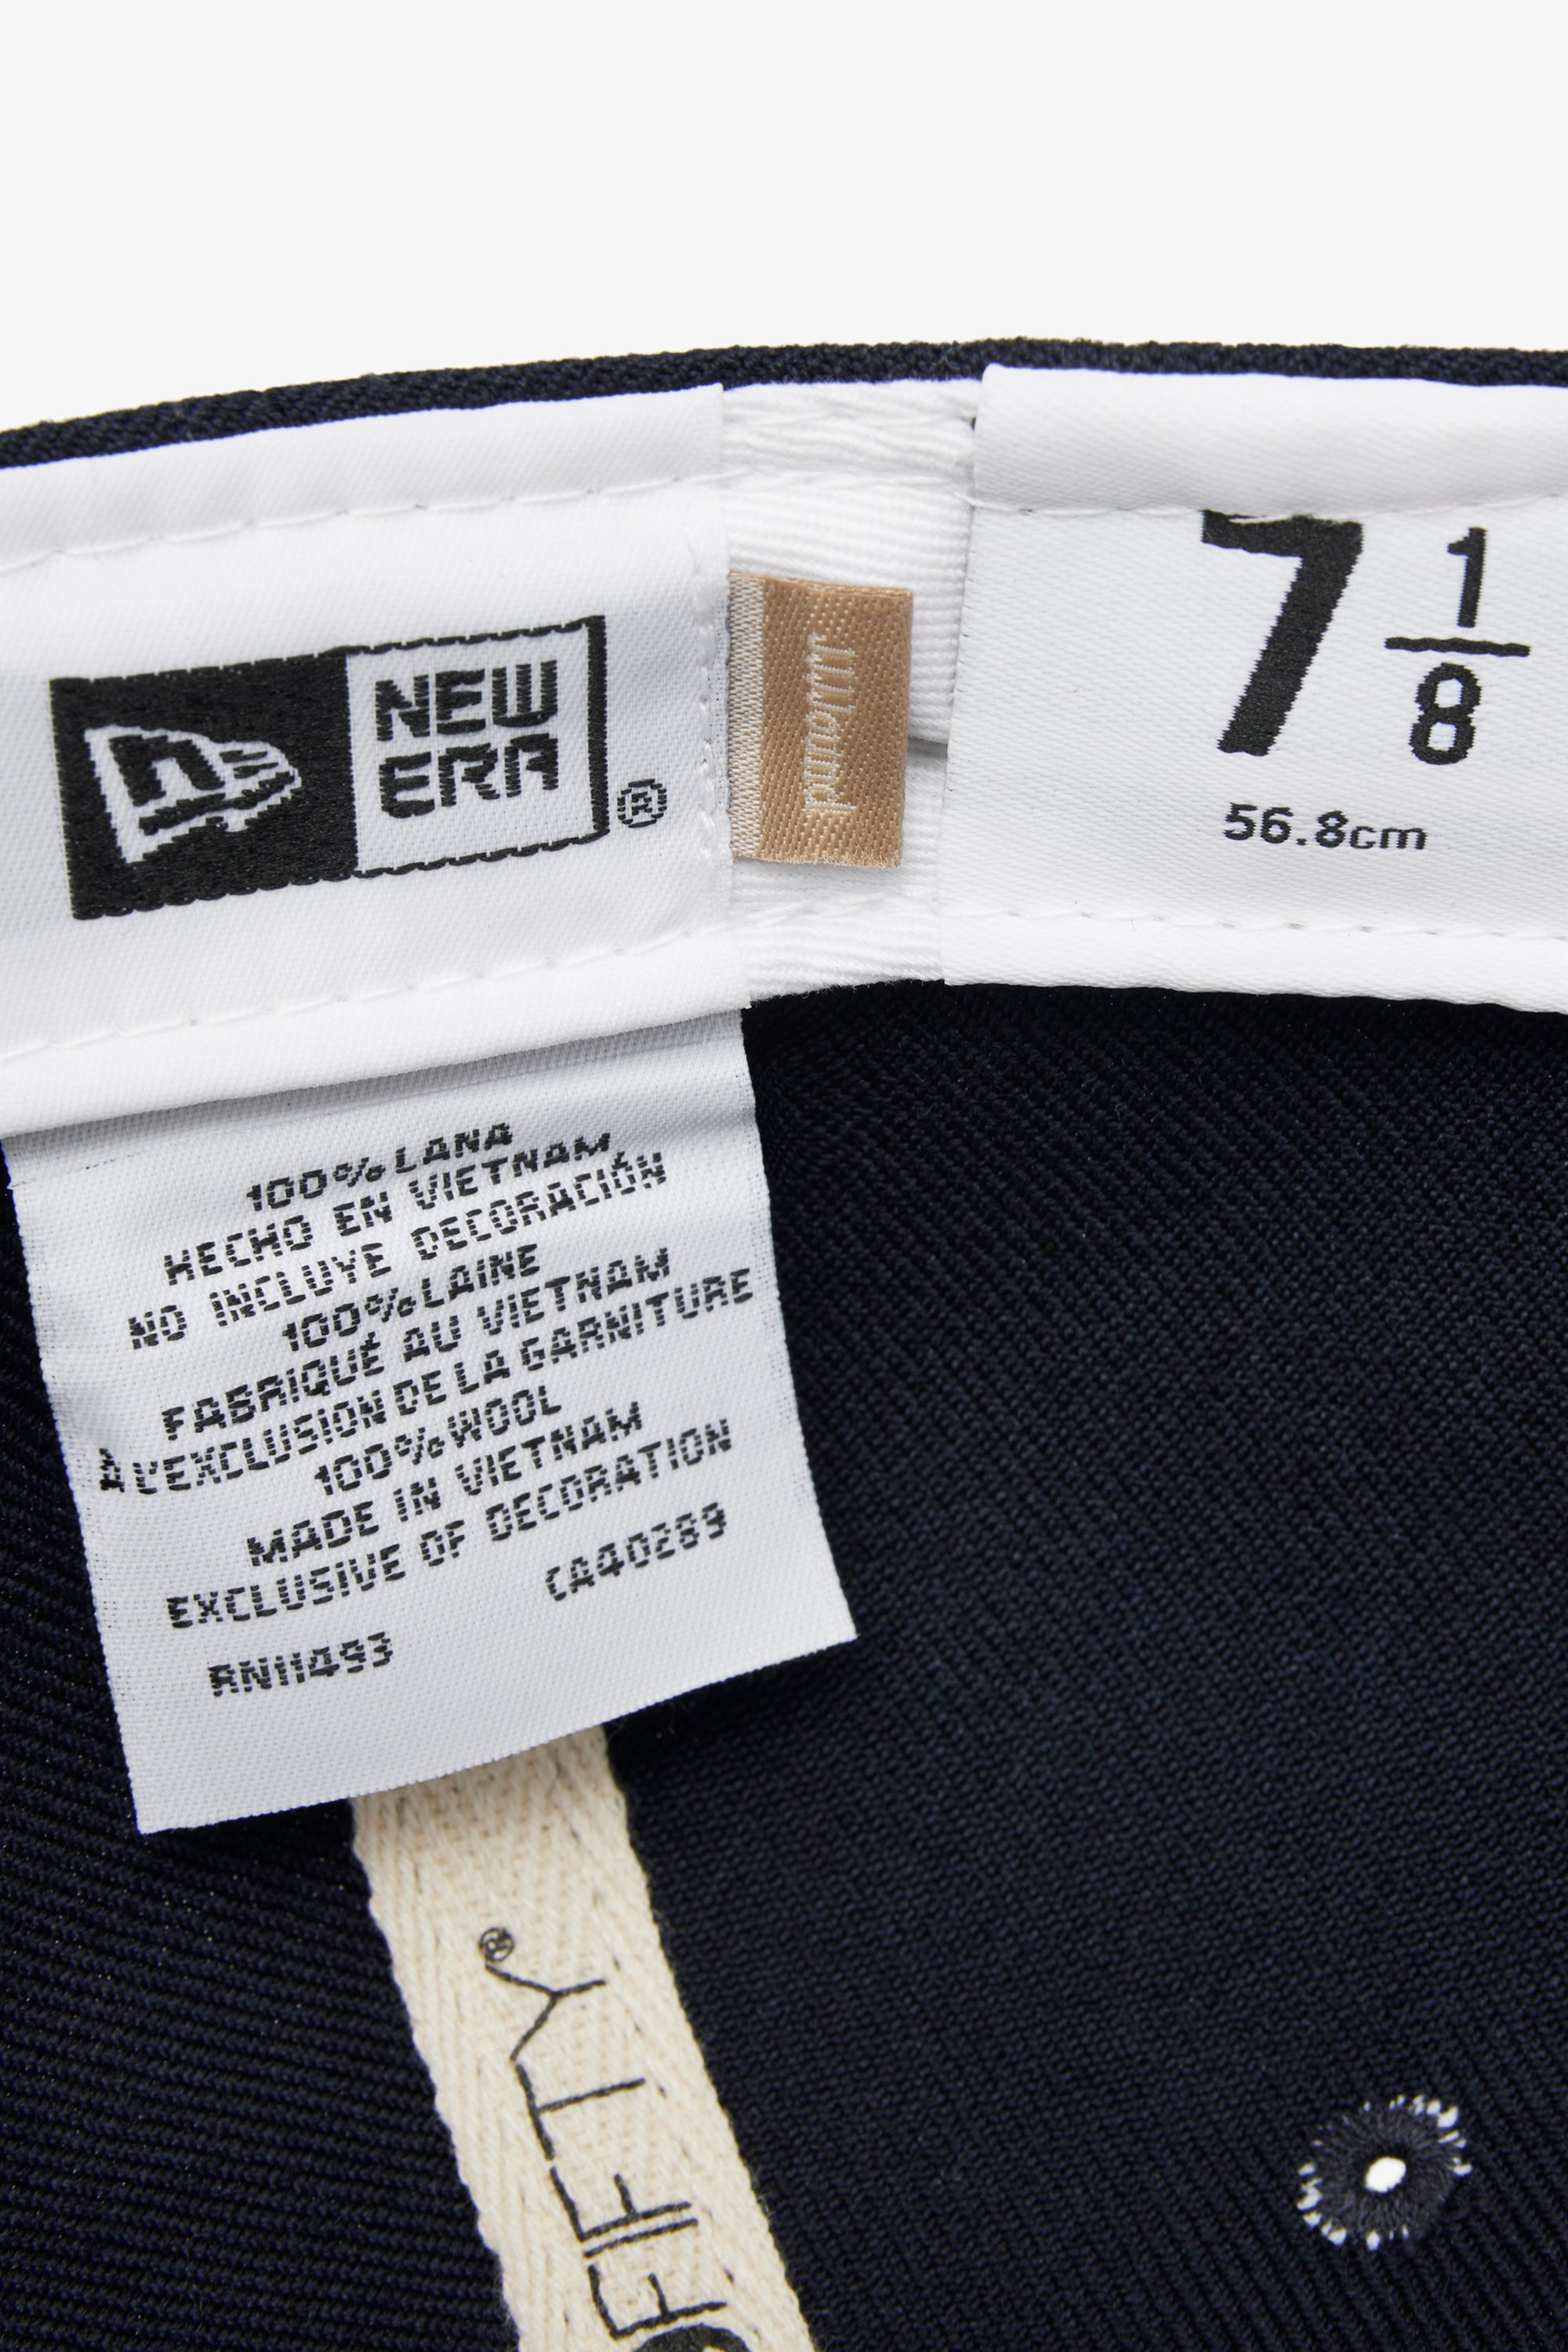 NEW
ERA
®
7 1/8
56.8cm
100% LANA
HECHO EN VIETNAM
NO INCLUYE DECORACIÓN
100% LAINE
FABRIQUÉ AU VIETNAM
L'EXCLUSION DE LA GARNITURE
100% WOOL
MADE IN VIETNAM
EXCLUSIVE OF DECORATION
CA40289
RN11493
FIFTY®